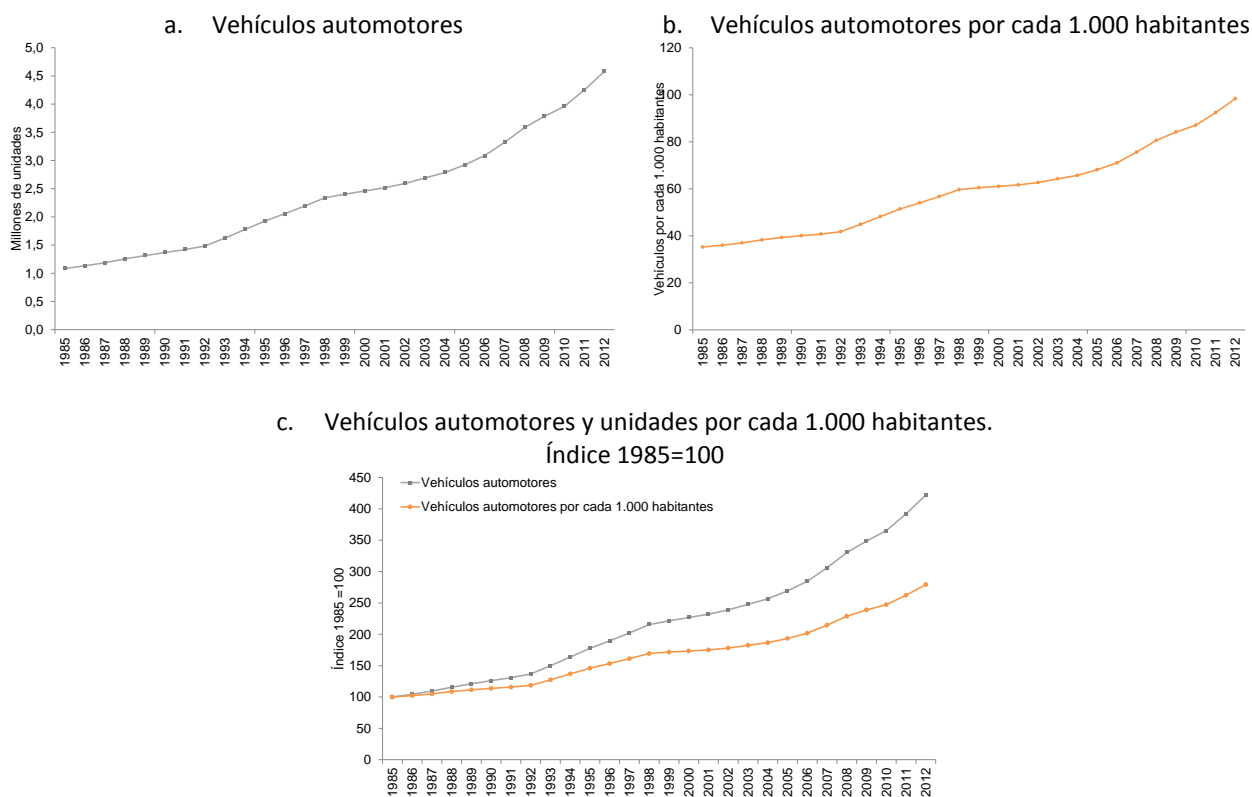 a. Vehículos automotores
5,0
4,5
4,0
3,5
3,0
2,5
2,0
1,5
1,0
0,5
0,0
Millones de unidades
1985 1986 1987 1988 1989 1990 1991 1992 1993 1994 1995 1996 1997 1998 1999 2000 2001 2002 2003 2004 2005 2006 2007 2008 2009 2010 2011 2012
b. Vehículos automotores por cada 1.000 habitantes
120
100
80
60
40
20
0
Vehículos por cada 1.000 habitantes
1985 1986 1987 1988 1989 1990 1991 1992 1993 1994 1995 1996 1997 1998 1999 2000 2001 2002 2003 2004 2005 2006 2007 2008 2009 2010 2011 2012
c. Vehículos automotores y unidades por cada 1.000 habitantes.
Índice 1985=100
450
400
350
300
250
200
150
100
50
0
Índice 1985 =100
Vehículos automotores
Vehículos automotores por cada 1.000 habitantes
1985 1986 1987 1988 1989 1990 1991 1992 1993 1994 1995 1996 1997 1998 1999 2000 2001 2002 2003 2004 2005 2006 2007 2008 2009 2010 2011 2012